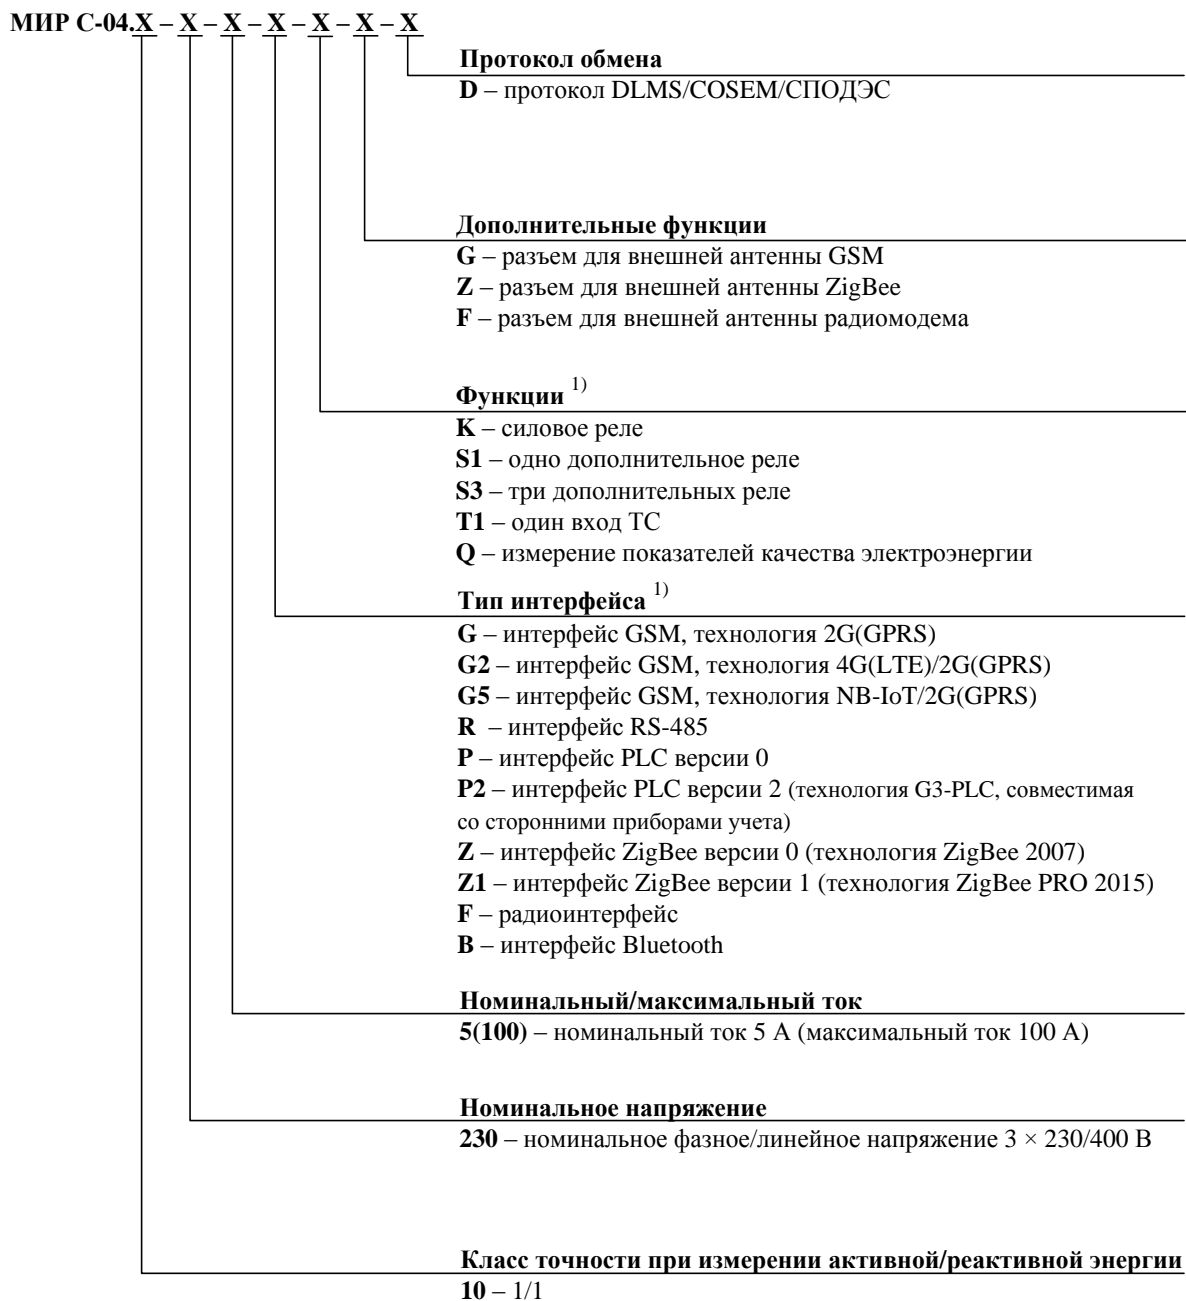 МИР С-04.X – X – X – X – X – X – X
Протокол обмена
D – протокол DLMS/COSEM/СПОДЭС
Дополнительные функции
G – разъем для внешней антенны GSM
Z – разъем для внешней антенны ZigBee
F – разъем для внешней антенны радиомодема
Функции 1)
K – силовое реле
S1 – одно дополнительное реле
S3 – три дополнительных реле
T1 – один вход ТС
Q – измерение показателей качества электроэнергии
Тип интерфейса 1)
G – интерфейс GSM, технология 2G(GPRS)
G2 – интерфейс GSM, технология 4G(LTE)/2G(GPRS)
G5 – интерфейс GSM, технология NB-IoT/2G(GPRS)
R – интерфейс RS-485
P – интерфейс PLC версии 0
P2 – интерфейс PLC версии 2 (технология G3-PLC, совместимая
со сторонними приборами учета)
Z – интерфейс ZigBee версии 0 (технология ZigBee 2007)
Z1 – интерфейс ZigBee версии 1 (технология ZigBee PRO 2015)
F – радиоинтерфейс
B – интерфейс Bluetooth
Номинальный/максимальный ток
5(100) – номинальный ток 5 А (максимальный ток 100 А)
Номинальное напряжение
230 – номинальное фазное/линейное напряжение 3 × 230/400 В
Класс точности при измерении активной/реактивной энергии
10 – 1/1